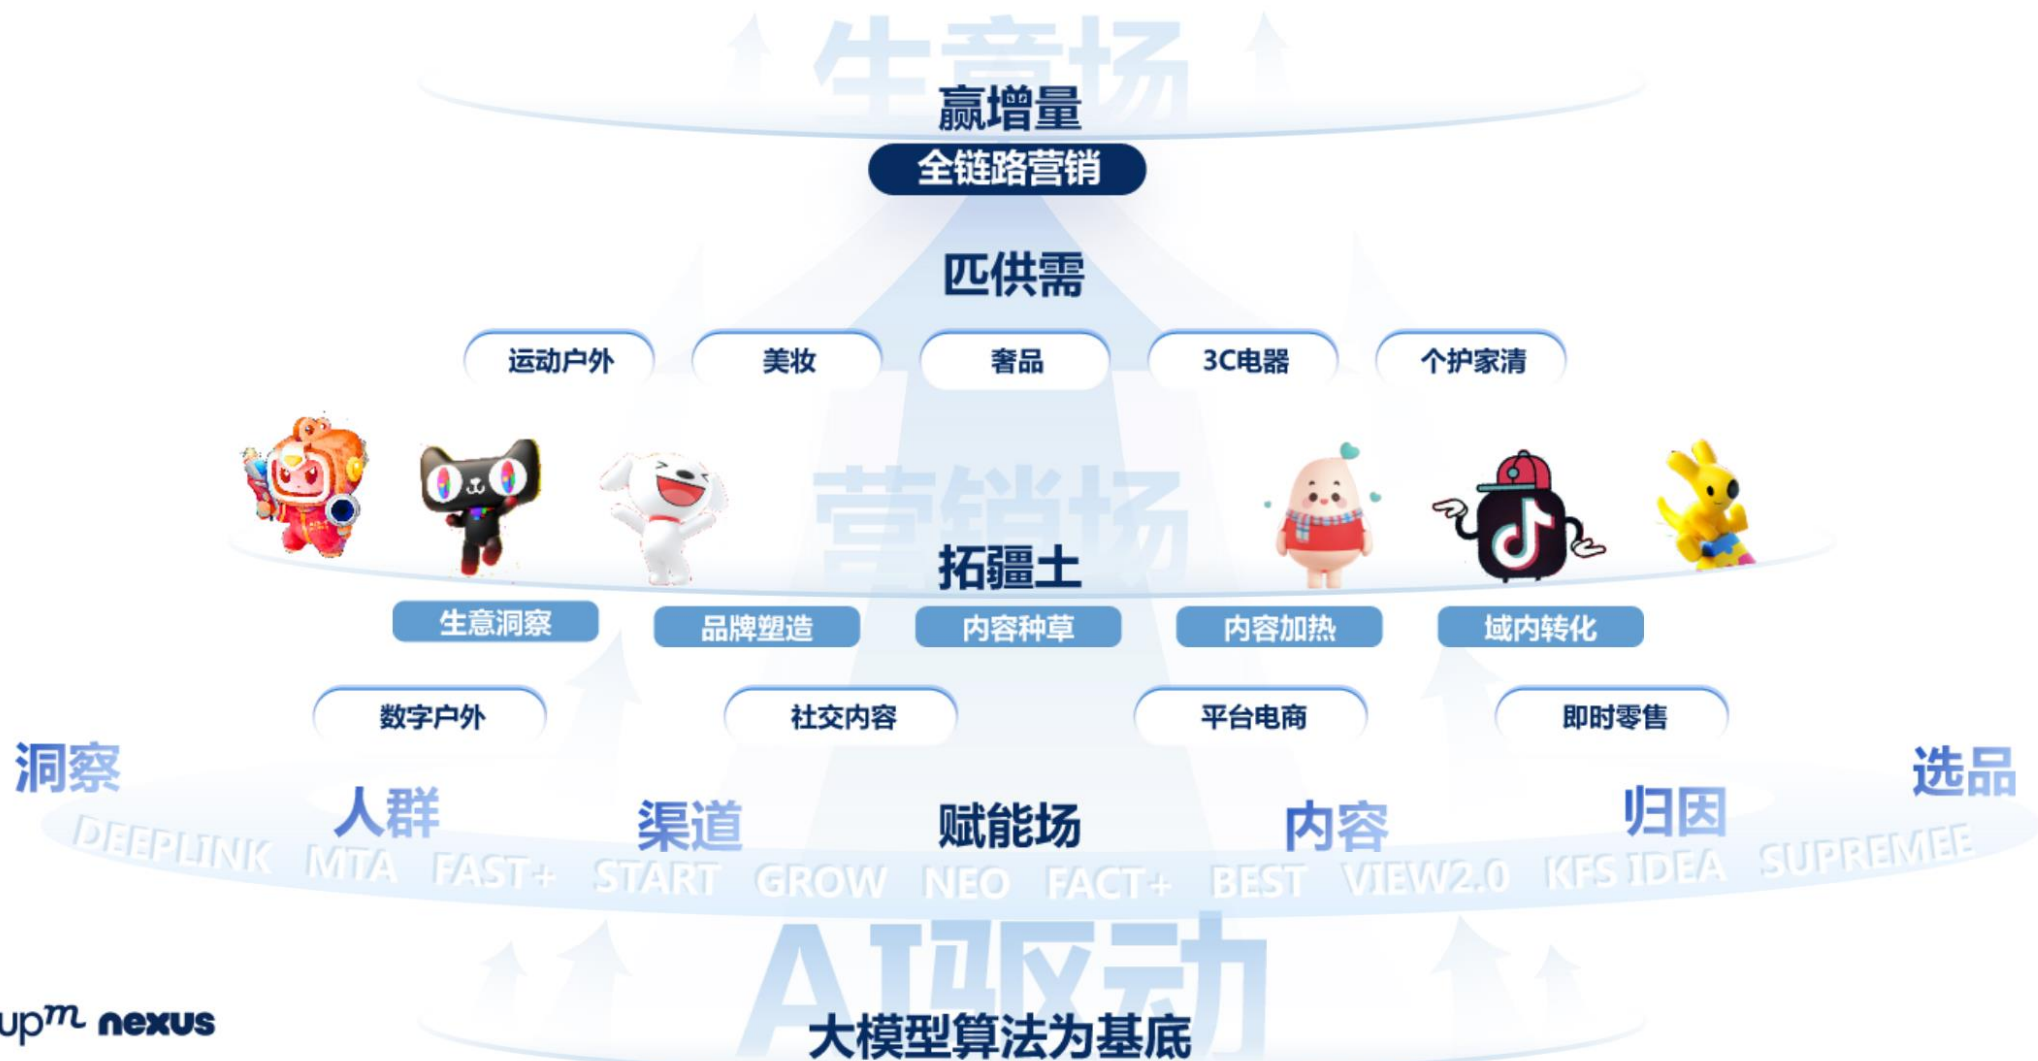 生意场
赢增量
全链路营销
匹供需
运动户外 美妆 奢品 3C电器 个护家清
营销场
拓疆土
生意洞察 品牌塑造 内容种草 内容加热 域内转化
数字户外 社交内容 平台电商 即时零售
洞察 人群 渠道 赋能场 内容 归因 选品
DEEPLINK MTA FAST+ START GROW NEO FACT+ BEST VIEW2.0 KFS IDEA SUPREMEE
AI驱动
upm nexus
大模型算法为基底